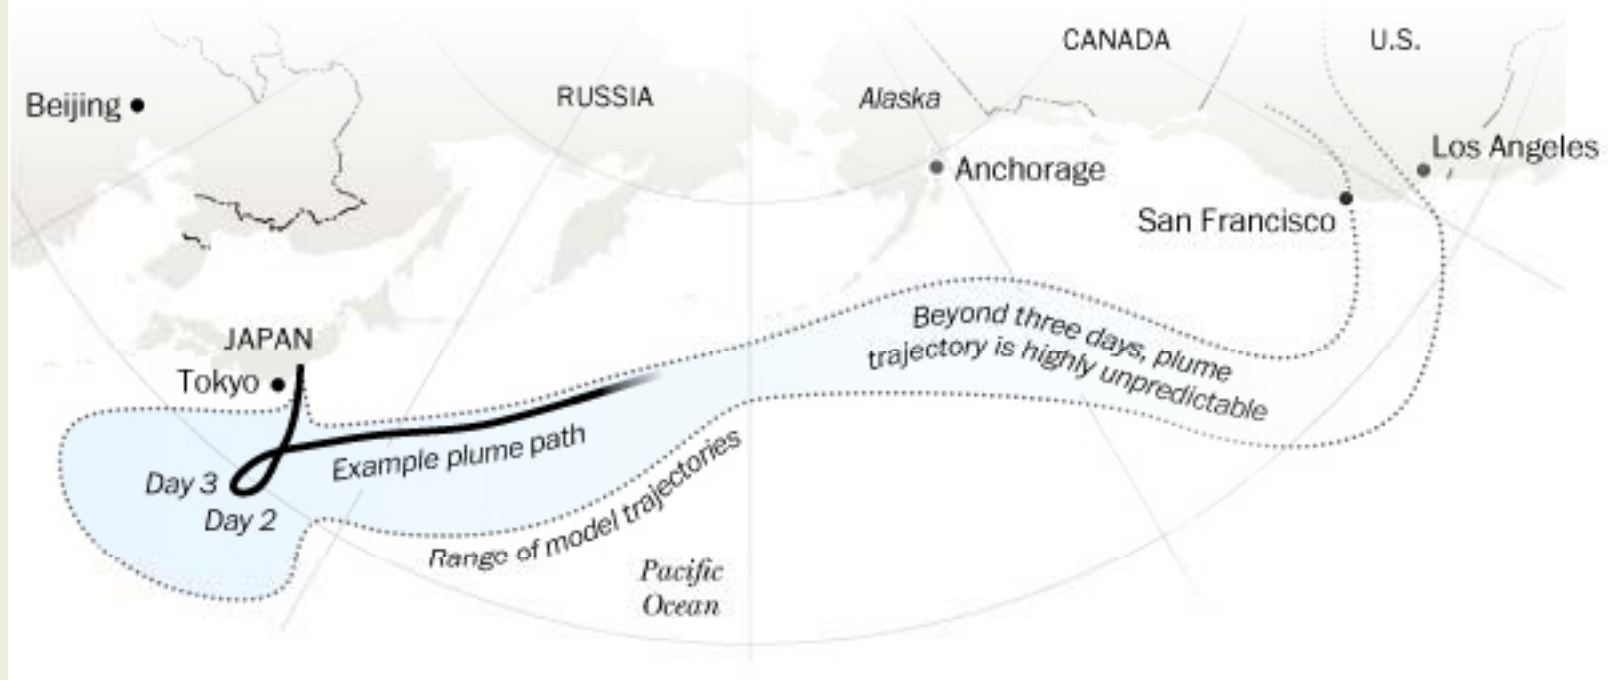 CANADA
U.S.
RUSSIA
Alaska
Beijing
Los Angeles
Anchorage
San Francisco
JAPAN
Tokyo
Beyond three days, plume
trajectory is highly unpredictable
Example plume path
Day 3
Day 2
Range of model trajectories
Pacific
Ocean